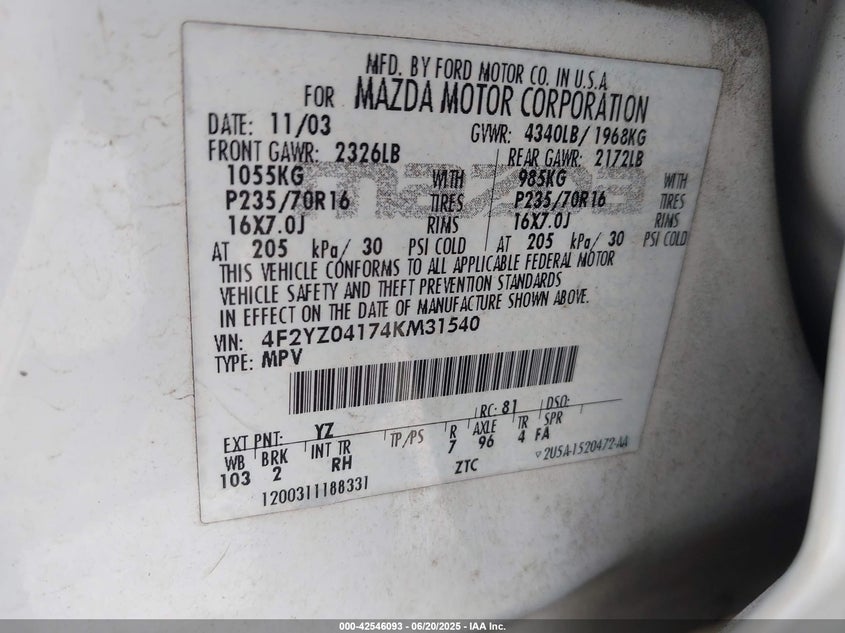 MFD. BY FORD MOTOR CO. IN U.S.A
FOR MAZDA MOTOR CORPORATION
DATE: 11/03 GVWR: 4340LB/1968KG
FRONT GAWR: 2326LB REAR GAWR: 2172LB
1055KG WITH 985KG WITH
P235/70R16 TIRES P235/70R16 TIRES
16X7.0J RIMS 16X7.0J RIMS
AT 205 kPa/30 PSI COLD AT 205 kPa/30 PSI COLD
THIS VEHICLE CONFORMS TO ALL APPLICABLE FEDERAL MOTOR
VEHICLE SAFETY AND THEFT PREVENTION STANDARDS
IN EFFECT ON THE DATE OF MANUFACTURE SHOWN ABOVE.
VIN: 4F2YZ04174KM31540
TYPE: MPV
mazda
EXT PNT: YZ RC: 81 DSO:
WB BRK INT TR TP/PS R AXLE TR SPR
103 2 RH 7 96 4 FA
ZTC
1200311188331 2U5A-1520472-AA
000-42546093 - 06/20/2025 - IAA Inc.